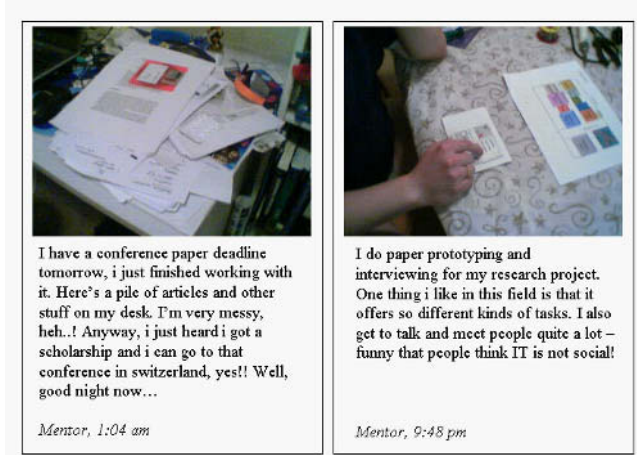 I have a conference paper deadline
tomorrow, i just finished working with
it. Here's a pile of articles and other
stuff on my desk. I'm very messy,
heh..! Anyway, i just heard i got a
scholarship and i can go to that
conference in switzerland, yes!! Well,
good night now…
Mentor, 1:04 am
I do paper prototyping and
interviewing for my research project.
One thing i like in this field is that it
offers so different kinds of tasks. I also
get to talk and meet people quite a lot –
funny that people think IT is not social!
Mentor, 9:48 pm